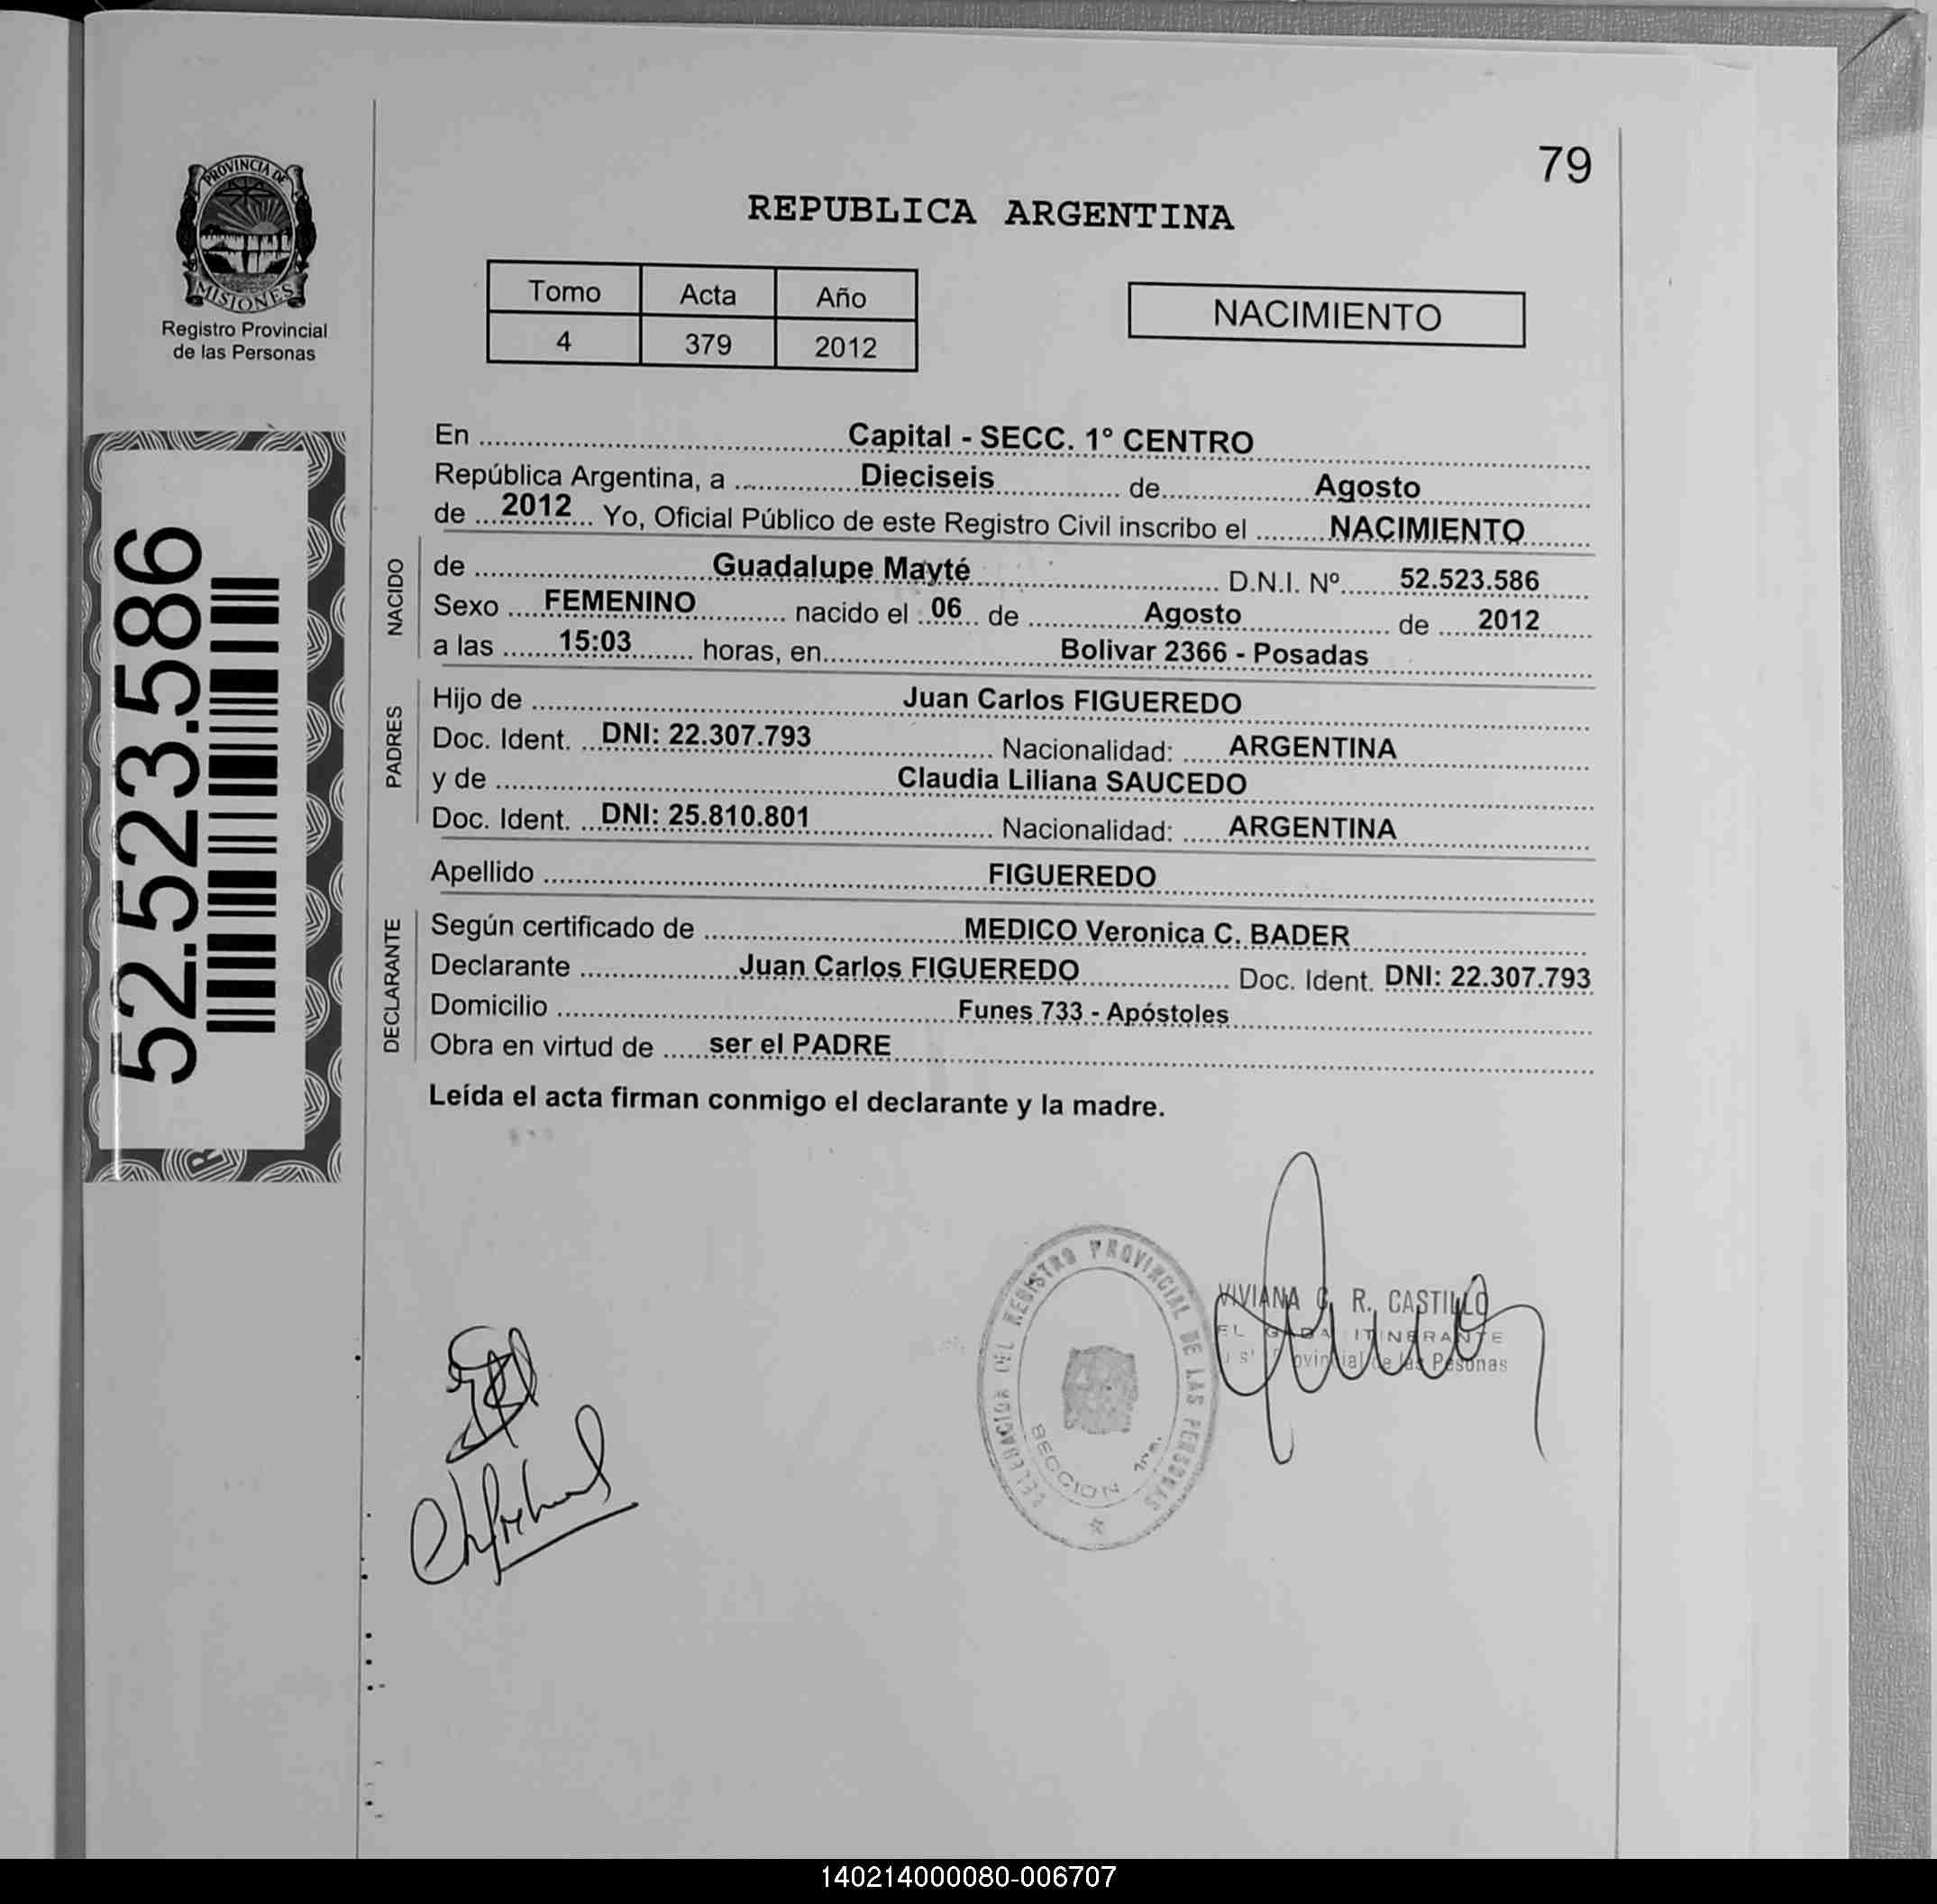 79
PROVINCIA DE
MISIONES
Registro Provincial
de las Personas
REPUBLICA ARGENTINA
Tomo Acta Año
4 379 2012
NACIMIENTO
52.523.586
En Capital - SECC. 1º CENTRO
República Argentina, a Dieciseis de Agosto
de 2012 Yo, Oficial Público de este Registro Civil inscribo el NACIMIENTO
NACIDO
de Guadalupe Mayté D.N.I. Nº 52.523.586
Sexo FEMENINO nacido el 06 de Agosto de 2012
a las 15:03 horas, en Bolivar 2366 - Posadas
PADRES
Hijo de Juan Carlos FIGUEREDO
Doc. Ident. DNI: 22.307.793 Nacionalidad: ARGENTINA
y de Claudia Liliana SAUCEDO
Doc. Ident. DNI: 25.810.801 Nacionalidad: ARGENTINA
Apellido FIGUEREDO
DECLARANTE
Según certificado de MEDICO Veronica C. BADER
Declarante Juan Carlos FIGUEREDO Doc. Ident. DNI: 22.307.793
Domicilio Funes 733 - Apóstoles
Obra en virtud de ser el PADRE
Leída el acta firman conmigo el declarante y la madre.
DEL REGISTRO PROVINCIAL DE LAS PERSONAS
SECCION 1ra.
VIVIANA R. CASTILLO
ITINERANTE
de las Pesonas
140214000080-006707